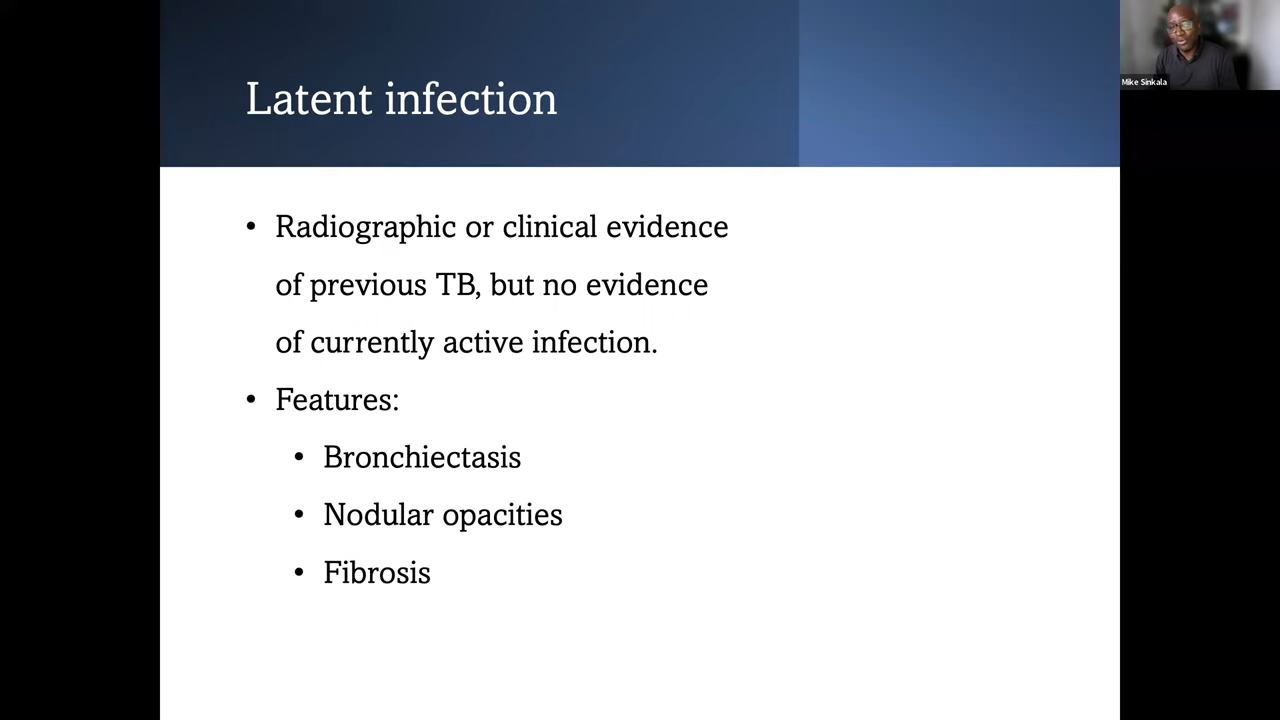 Latent infection
Mike Sinkala
• Radiographic or clinical evidence
of previous TB, but no evidence
of currently active infection.
• Features:
• Bronchiectasis
• Nodular opacities
• Fibrosis